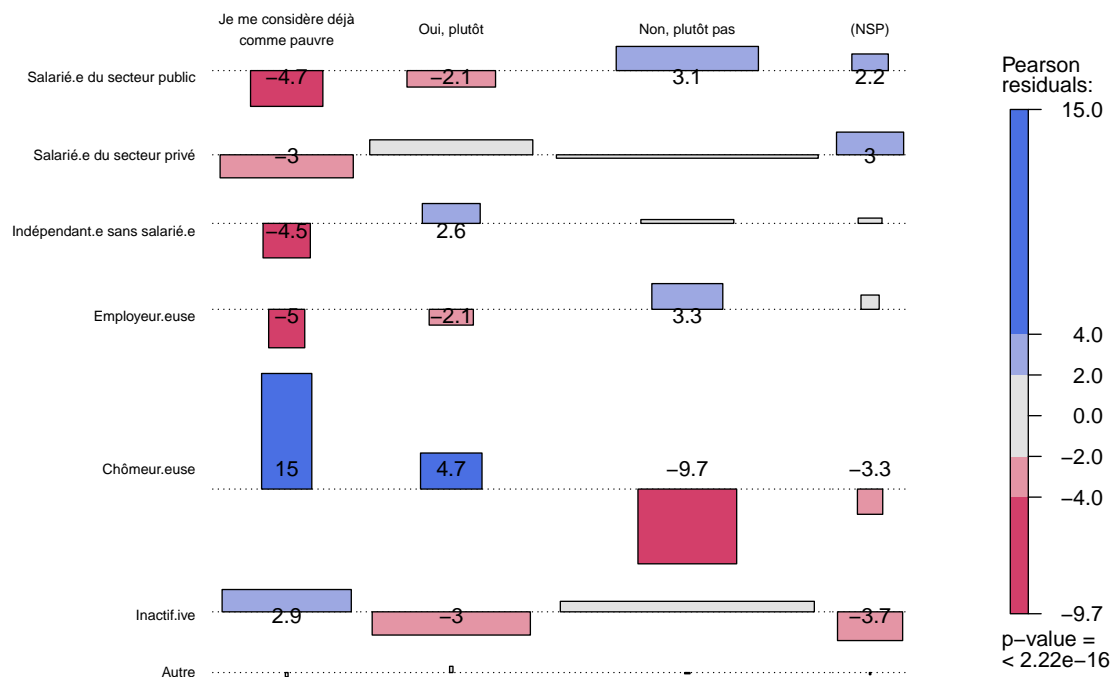 Je me considère déjà
comme pauvre
Oui, plutôt
Non, plutôt pas
(NSP)
Salarié.e du secteur public
−4.7
−2.1
3.1
2.2
Salarié.e du secteur privé
−3
3
Indépendant.e sans salarié.e
−4.5
2.6
Employeur.euse
−5
−2.1
3.3
Chômeur.euse
15
4.7
−9.7
−3.3
Inactif.ive
2.9
−3
−3.7
Autre
Pearson
residuals:
15.0
4.0
2.0
0.0
−2.0
−4.0
−9.7
p−value =
< 2.22e−16